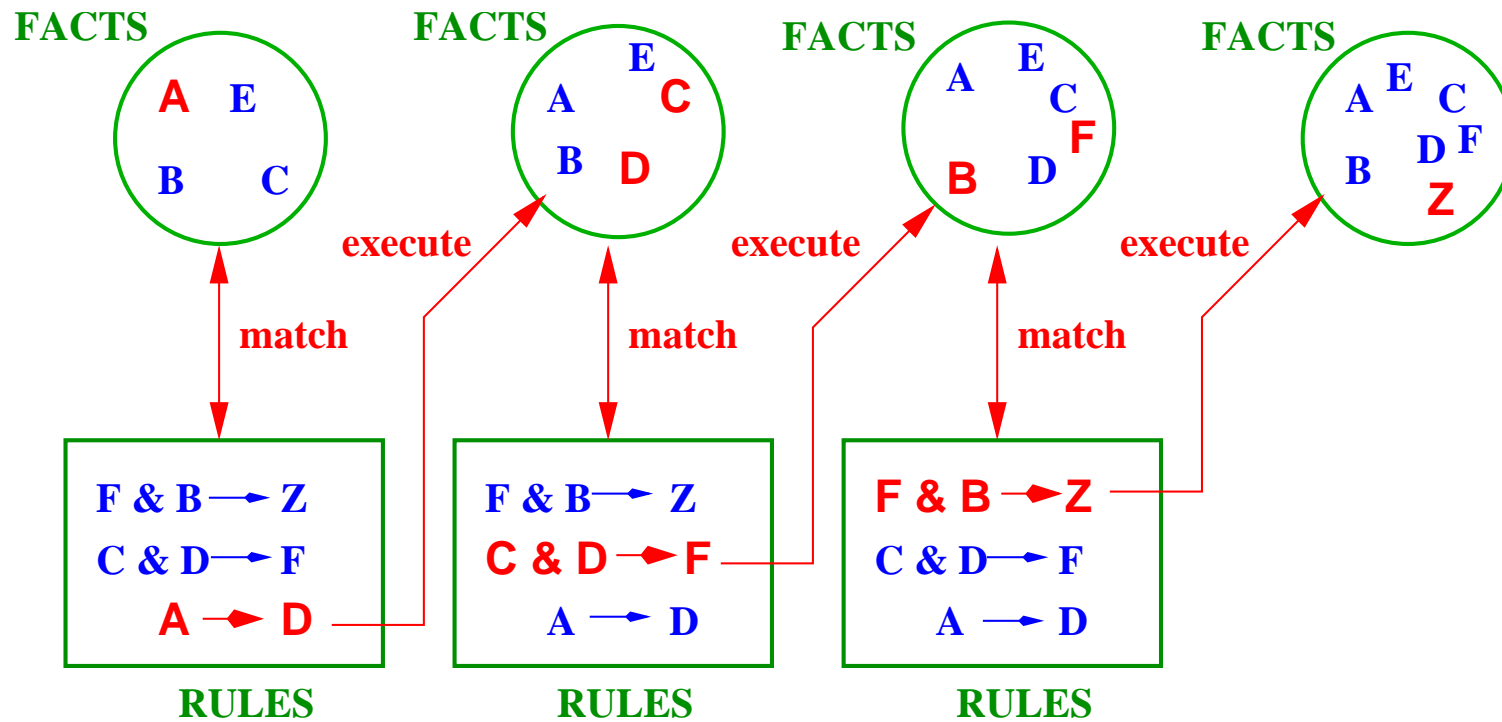 FACTS FACTS FACTS FACTS
A E
B C
E
A C
B D
E
A C
F
B D
E
A C
D F
B
Z
execute execute execute
match match match
F & B Z
C & D F
A D
RULES
F & B Z
C & D F
A D
RULES
F & B Z
C & D F
A D
RULES